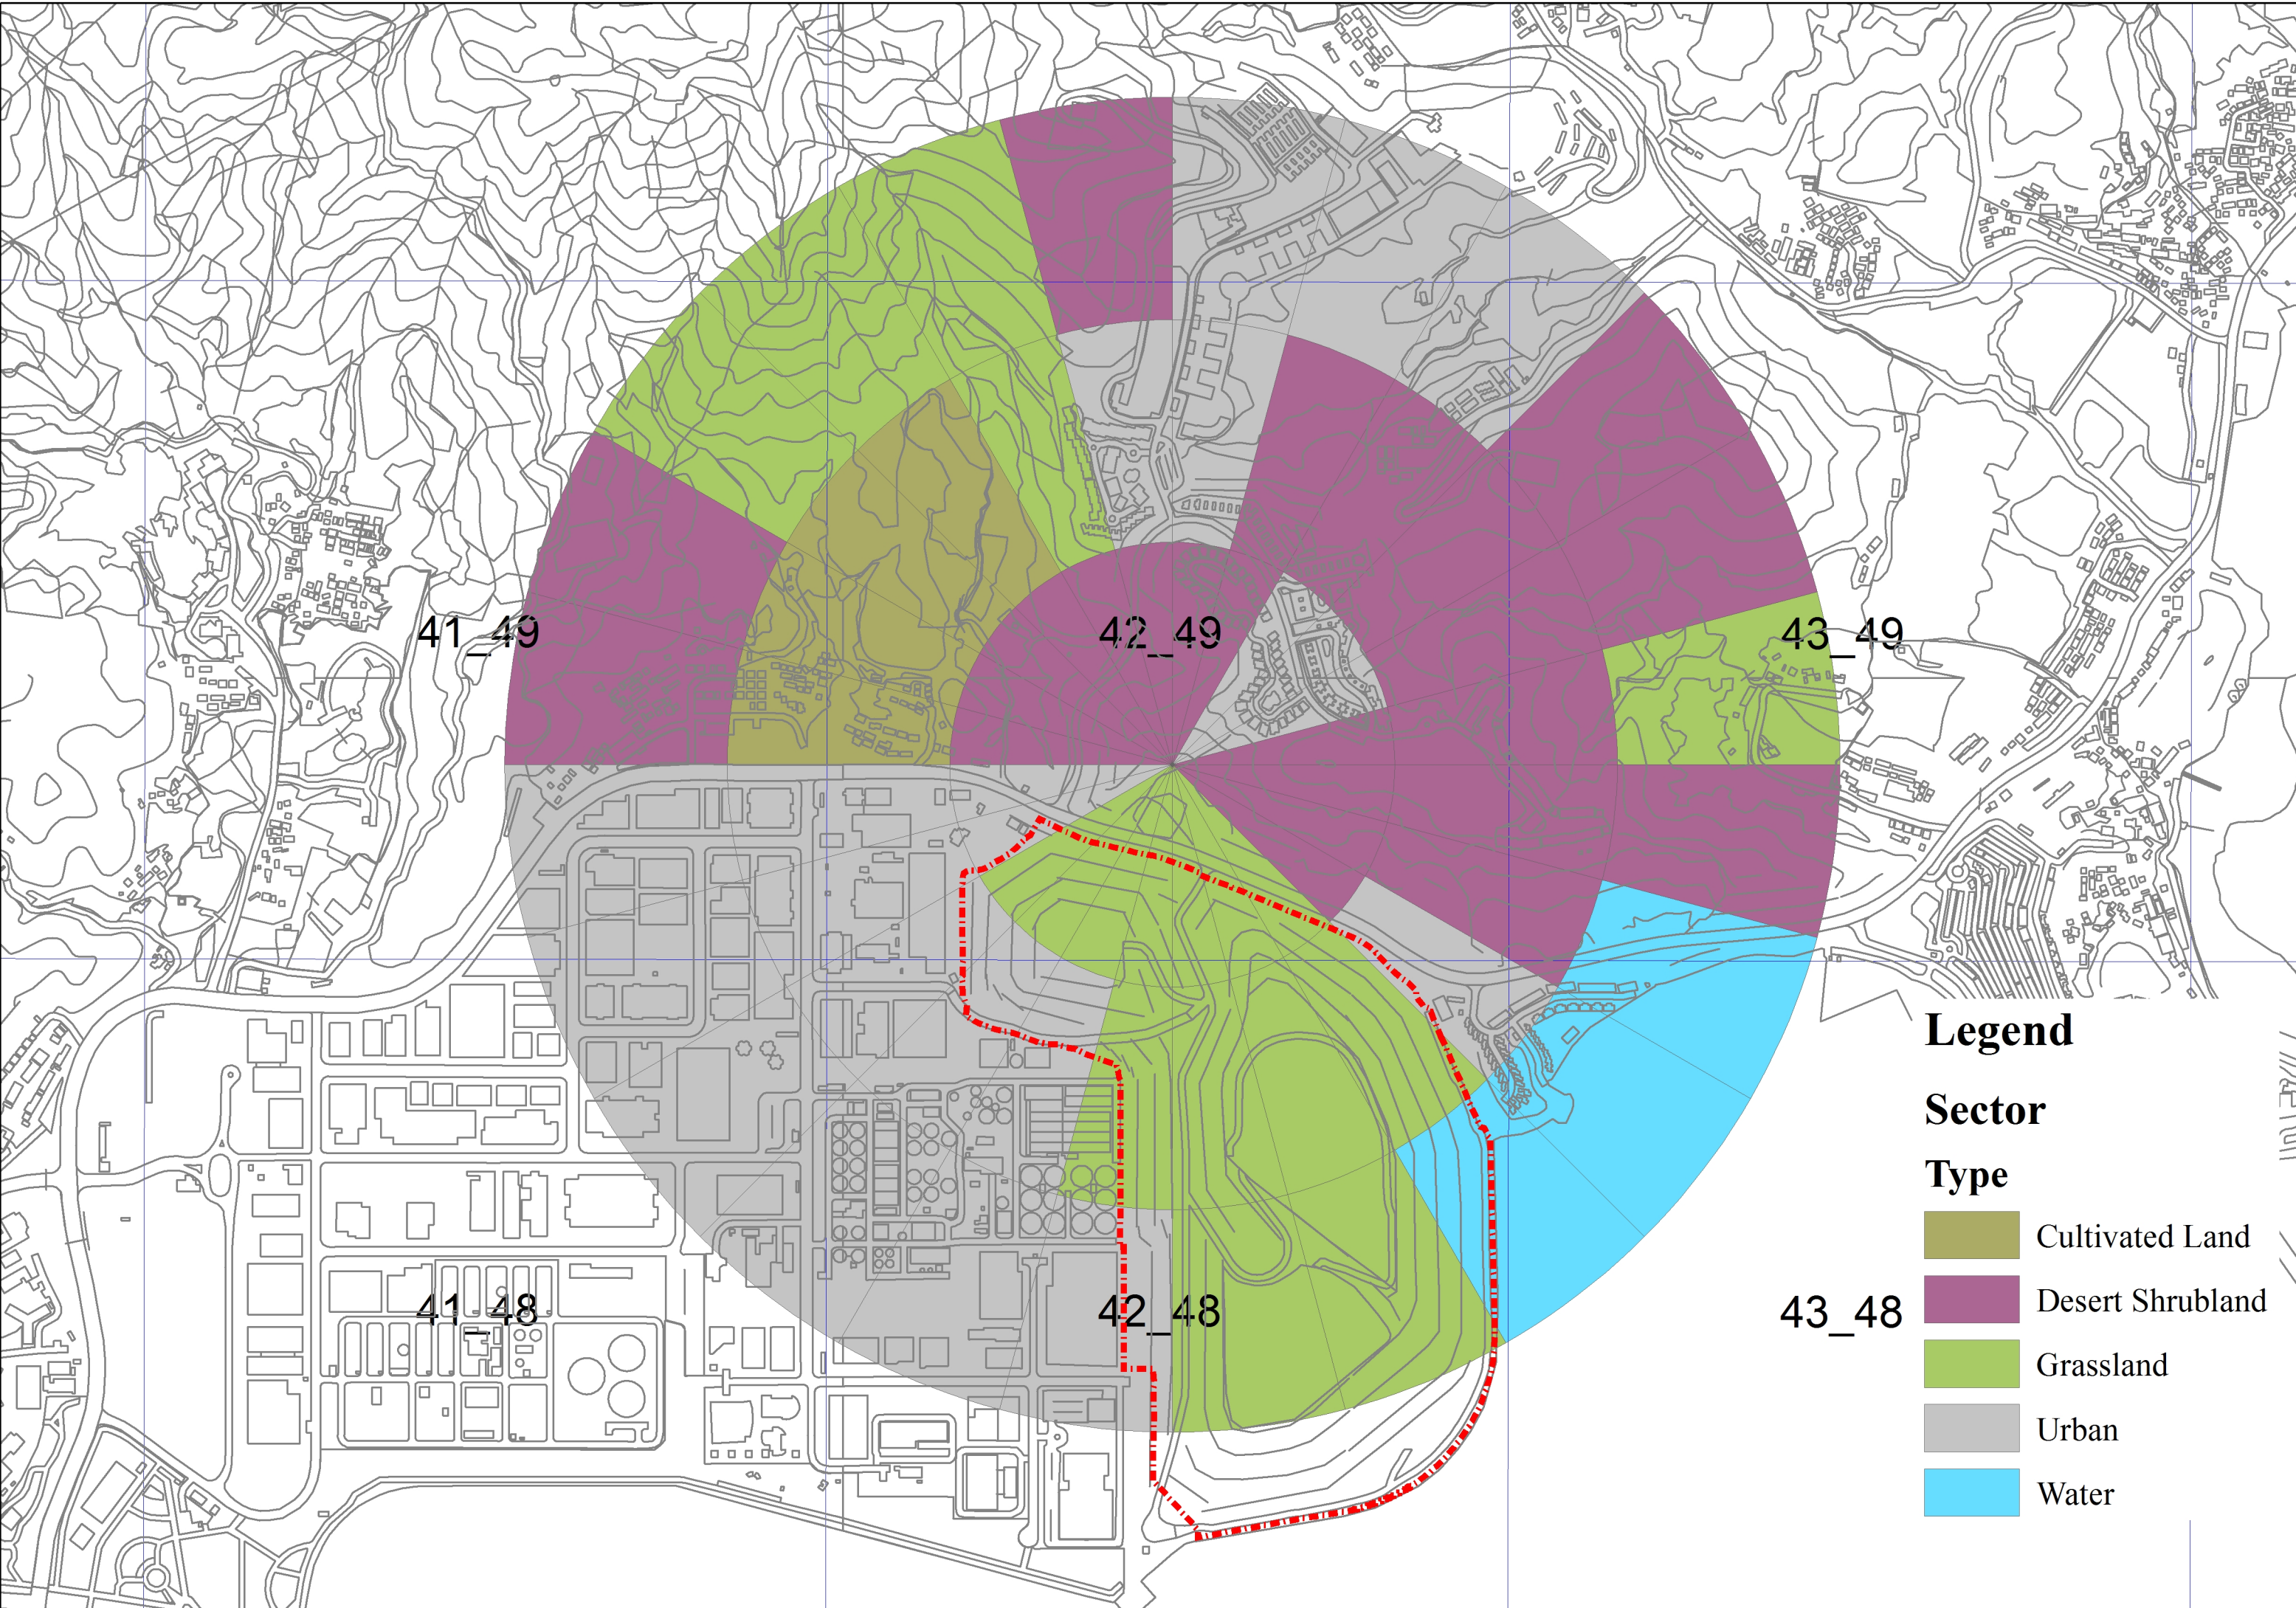 41_49
42_49
43_49
41_48
42_48
43_48
Legend
Sector
Type
Cultivated Land
Desert Shrubland
Grassland
Urban
Water